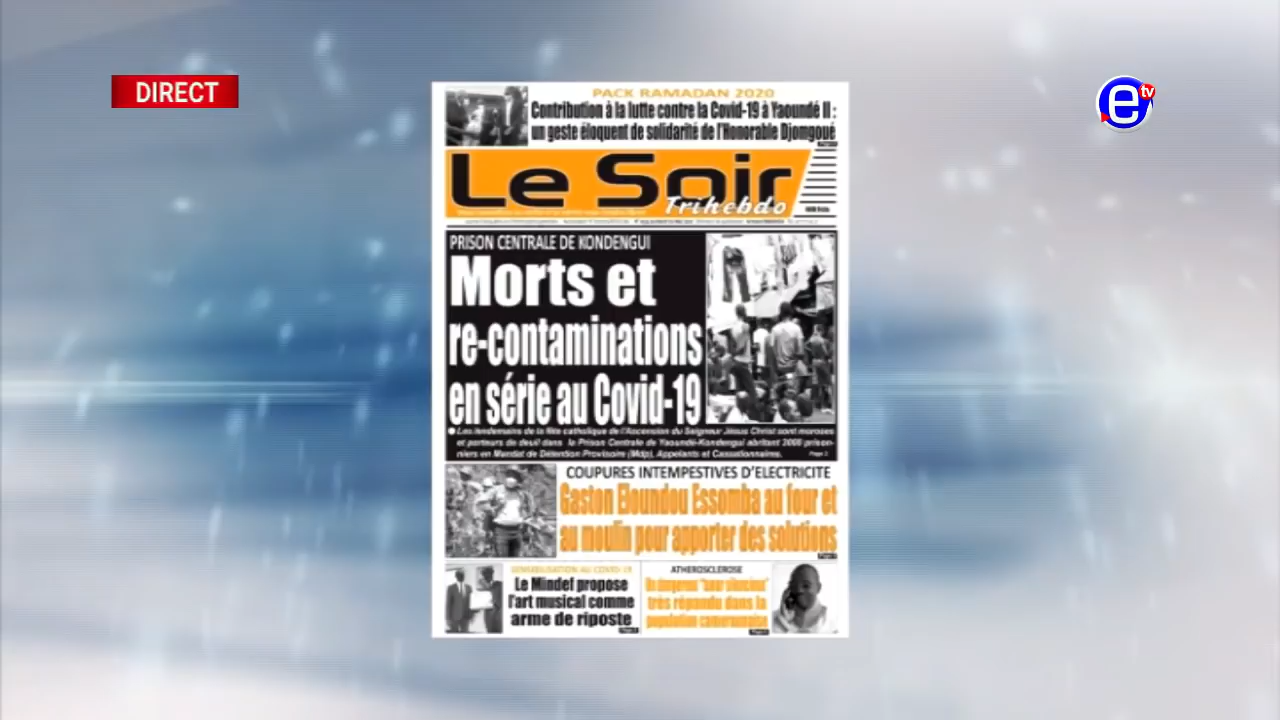 DIRECT
e tv
PACK RAMADAN 2020
Contribution à la lutte contre la Covid-19 à Yaoundé II :
un geste éloquent de solidarité de l'Honorable Djomgoué
Le Soir
Trihebdo
PRISON CENTRALE DE KONDENGUI
Morts et
re-contaminations
en série au Covid-19
Les lendemains de la fête catholique de l'Ascension du Seigneur Jésus Christ sont moroses
et porteurs de deuil dans la Prison Centrale de Yaoundé-Kondengui abritant 2000 prison-
niers en Mandat de Détention Provisoire (Mdp), Appelants et Cassationnaires.
COUPURES INTEMPESTIVES D'ELECTRICITE
Gaston Eloundou Essomba au four et
au moulin pour apporter des solutions
SENSIBILISATION AU COVID-19
Le Mindef propose
l'art musical comme
arme de riposte
ATHEROSCLEROSE
Un dangereux "tueur silencieux"
très répandu dans la
population camerounaise